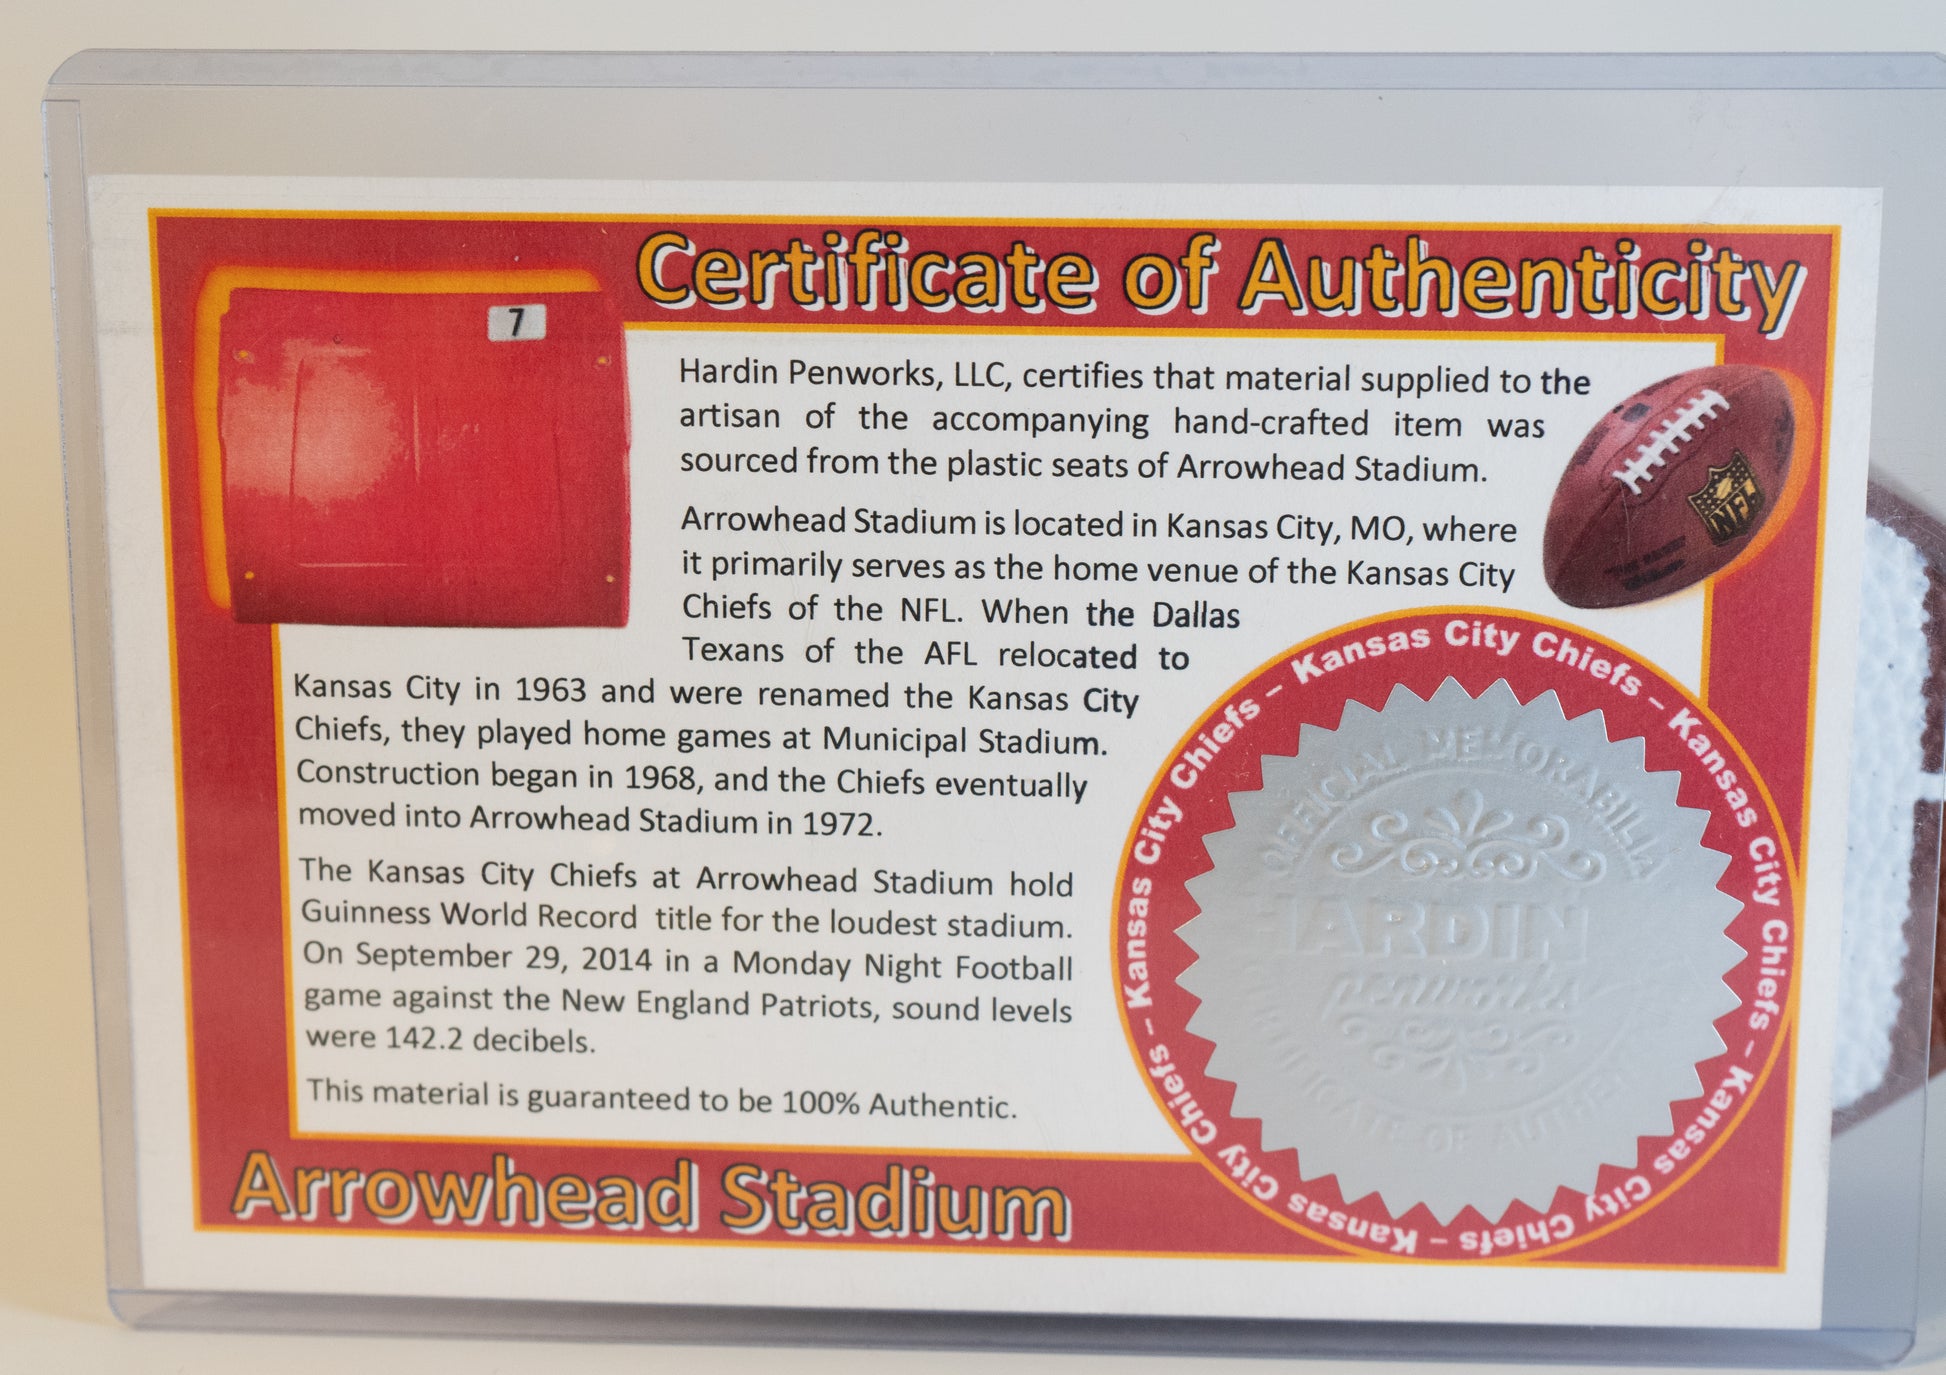 Certificate of Authenticity
7
Hardin Penworks, LLC, certifies that material supplied to the
artisan of the accompanying hand-crafted item was
sourced from the plastic seats of Arrowhead Stadium.
NFL
Arrowhead Stadium is located in Kansas City, MO, where
it primarily serves as the home venue of the Kansas City
Chiefs of the NFL. When the Dallas
Texans of the AFL relocated to
Kansas City in 1963 and were renamed the Kansas City
Chiefs, they played home games at Municipal Stadium.
Construction began in 1968, and the Chiefs eventually
moved into Arrowhead Stadium in 1972.
The Kansas City Chiefs at Arrowhead Stadium hold
Guinness World Record title for the loudest stadium.
On September 29, 2014 in a Monday Night Football
game against the New England Patriots, sound levels
were 142.2 decibels.
This material is guaranteed to be 100% Authentic.
Kansas City Chiefs – Kansas City Chiefs – Kansas City Chiefs – Kansas City Chiefs – Kansas City Chiefs –
OFFICIAL MEMORABILIA
HARDIN
penworks
CERTIFICATE OF AUTHENTICITY
Arrowhead Stadium